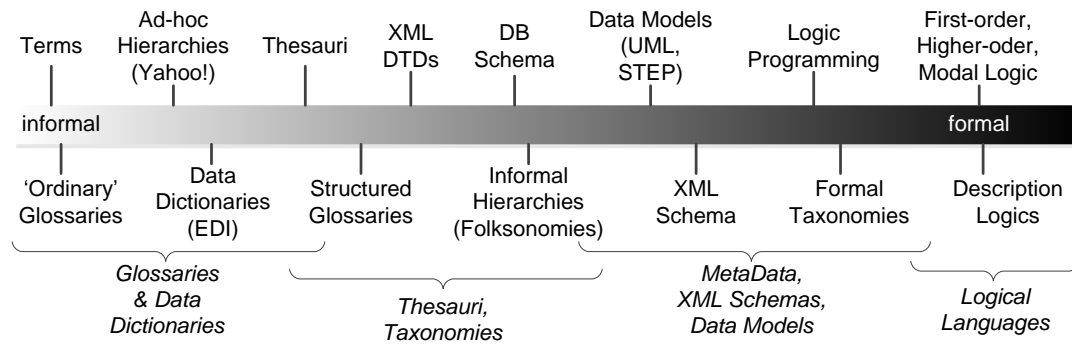 Terms
Ad-hoc
Hierarchies
(Yahoo!)
Thesauri
XML
DTDs
DB
Schema
Data Models
(UML,
STEP)
Logic
Programming
First-order,
Higher-oder,
Modal Logic
informal
formal
‘Ordinary’
Glossaries
Data
Dictionaries
(EDI)
Structured
Glossaries
Informal
Hierarchies
(Folksonomies)
XML
Schema
Formal
Taxonomies
Description
Logics
Glossaries
& Data
Dictionaries
Thesauri,
Taxonomies
MetaData,
XML Schemas,
Data Models
Logical
Languages